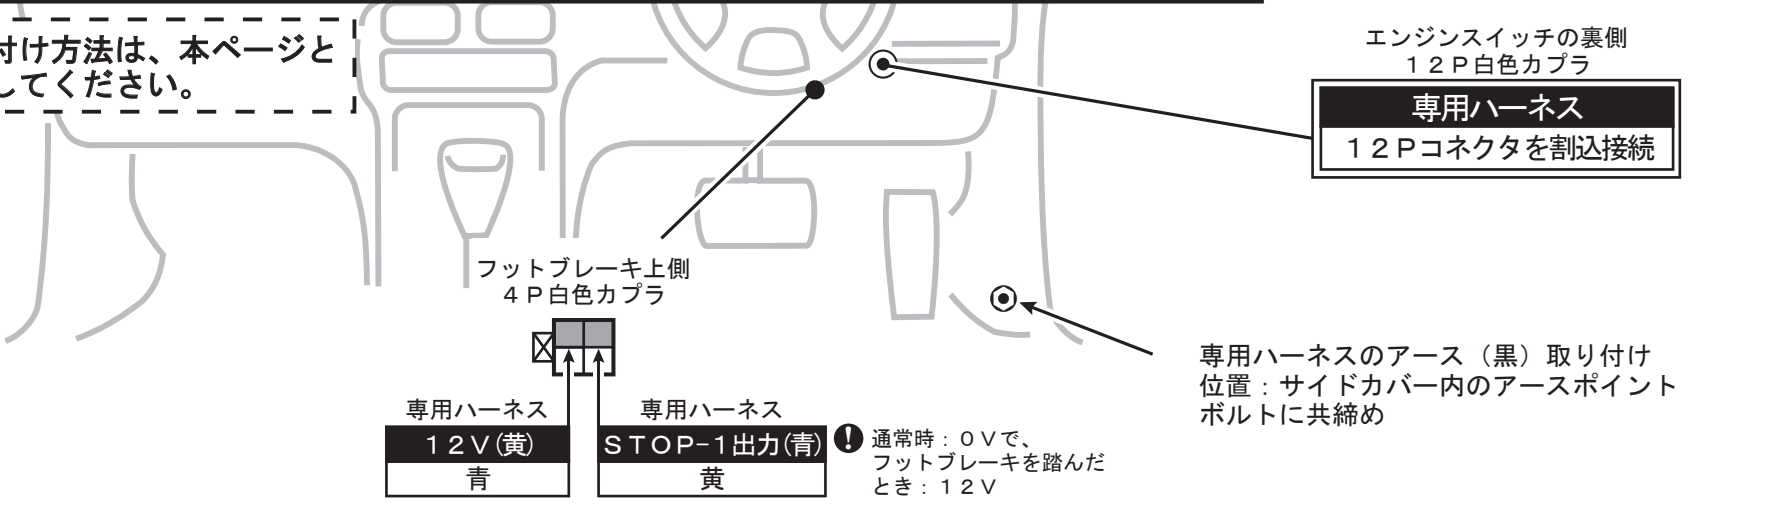 付け方法は、本ページと
してください。
エンジンスイッチの裏側
１２Ｐ白色カプラ
専用ハーネス
１２Ｐコネクタを割込接続
フットブレーキ上側
４Ｐ白色カプラ
専用ハーネス
１２Ｖ(黄)
青
専用ハーネス
ＳＴＯＰ−１出力(青)
黄
通常時：０Ｖで、
フットブレーキを踏んだ
とき：１２Ｖ
専用ハーネスのアース（黒）取り付け
位置：サイドカバー内のアースポイント
ボルトに共締め